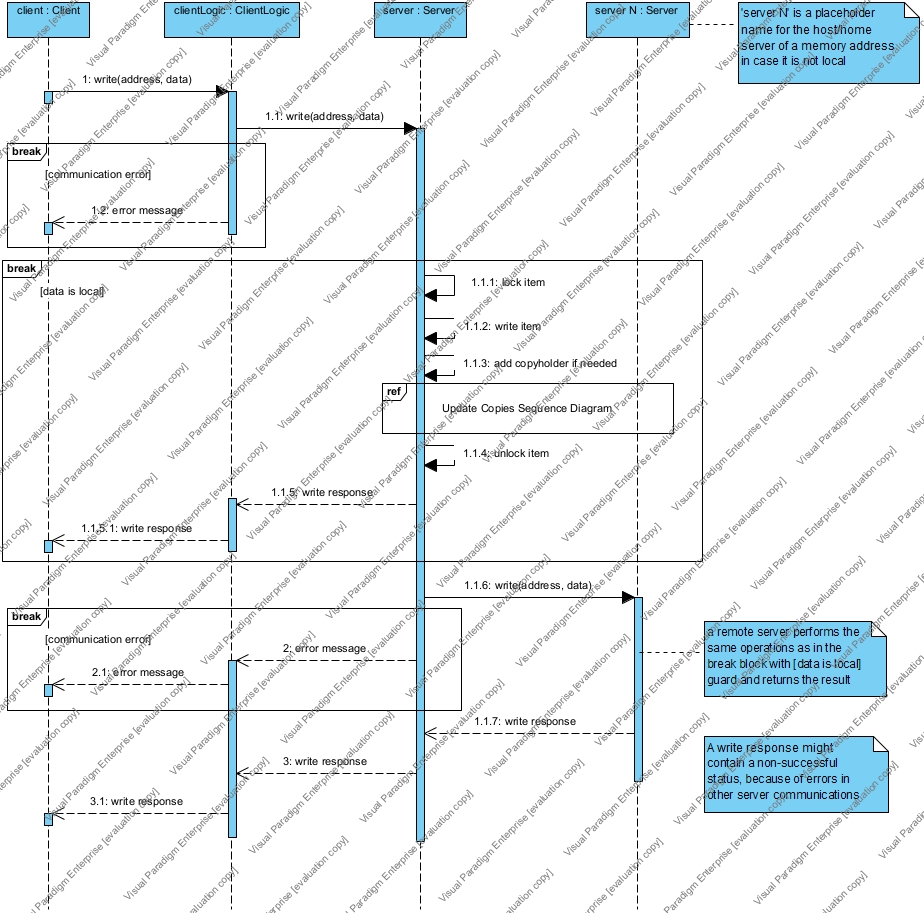 client : Client
clientLogic : ClientLogic
server : Server
server N : Server
'server N' is a placeholder
name for the host/home
server of a memory address
in case it is not local
1: write(address, data)
1.1: write(address, data)
break
[communication error]
1.2: error message
break
[data is local]
1.1.1: lock item
1.1.2: write item
1.1.3: add copyholder if needed
ref
Update Copies Sequence Diagram
1.1.4: unlock item
1.1.5: write response
1.1.5.1: write response
1.1.6: write(address, data)
break
[communication error]
2: error message
2.1: error message
a remote server performs the
same operations as in the
break block with [data is local]
guard and returns the result
1.1.7: write response
A write response might
contain a non-successful
status, because of errors in
other server communications
3: write response
3.1: write response
Visual Paradigm Enterprise [evaluation copy]